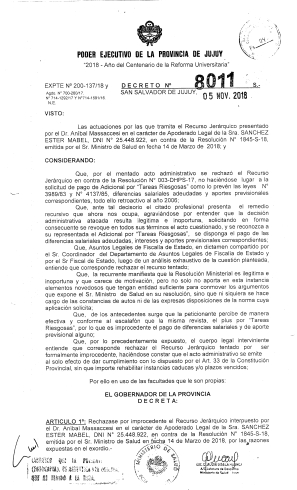 PODER EJECUTIVO DE LA PROVINCIA DE JUJUY
"2018 - Año del Centenario de la Reforma Universitaria"
EXPTE Nº 200-137/18 y
Agdo. Nº 700-260/17
N.E.
DECRETO Nº 8011 S.-
SAN SALVADOR DE JUJUY, 05 NOV. 2018
VISTO:
Las actuaciones por las que tramita el Recurso Jerárquico presentado
por el Dr. Aníbal Massaccesi en el carácter de Apoderado Legal de la Sra. SANCHEZ
ESTER MABEL, DNI Nº 25.448.922, en contra de la Resolución Nº 1845-S-18,
emitida por el Sr. Ministro de Salud en fecha 14 de Marzo de 2018; y
CONSIDERANDO:
Que, por el mentado acto administrativo se rechazó el Recurso
Jerárquico en contra de la Resolución Nº 003-DHPS-17, no haciéndose lugar a la
solicitud de pago de Adicional por "Tareas Riesgosas" como lo prevén las leyes Nº
3989/83 y Nº 4137/85, diferencias salariales adeudadas y aportes previsionales
correspondientes, todo ello retroactivo al 2006;
Que, ante tal decisorio el citado profesional presenta el remedio
recursivo que ahora nos ocupa, agraviándose por entender que la decisión
administrativa atacada resulta ilegítima e inoportuna, solicitando en forma
consecuente se revoque en todos sus términos el acto cuestionado, y se reconozca a
su representada el Adicional por "Tareas Riesgosas", se disponga el pago de las
diferencias salariales adeudadas, intereses y aportes previsionales correspondientes;
Que, Asuntos Legales de Fiscalía de Estado, en dictamen compartido por
el Sr. Coordinador del Departamento de Asuntos Legales de Fiscalía de Estado y
por el Sr Fiscal de Estado, luego de un análisis exhaustivo de la cuestión planteada,
entiende que corresponde rechazar el recurso tentado;
Que, la recurrente manifiesta que la Resolución Ministerial es ilegítima e
inoportuna y que carece de motivación, pero no solo no aporta en esta instancia
elementos novedosos que tengan entidad suficiente para conmover los argumentos
que expone el Sr. Ministro de Salud en su resolución, sino que ni siquiera se hace
cargo de las constancias de autos ni de las expresas disposiciones de la norma cuya
aplicación solicita;
Que, de los antecedentes surge que la peticionante percibe de manera
efectiva y conforme al escalafón que la misma revista, el plus por "Tareas
Riesgosas", por lo que es improcedente el pago de diferencias salariales y de aporte
previsional alguno;
Que, por lo precedentemente expuesto, el cuerpo legal interviniente
entiende que corresponde rechazar el Recurso Jerárquico tentado por ser
formalmente improcedente, haciéndose constar que el acto administrativo se emite
al solo efecto de dar cumplimiento con lo dispuesto por el Art. 33 de la Constitución
Provincial, sin que importe rehabilitar instancias caducas y/o plazos vencidos;
Por ello en uso de las facultades que le son propias:
EL GOBERNADOR DE LA PROVINCIA
D E C R E T A:
ARTICULO 1º: Rechazase por improcedente el Recurso Jerárquico interpuesto por
el Dr. Aníbal Massaccesi en el carácter de Apoderado Legal de la Sra. SANCHEZ
ESTER MABEL, DNI Nº 25.448.922, en contra de la Resolución Nº 1845-S-18,
emitida por el Sr. Ministro de Salud en fecha 14 de Marzo de 2018, por las razones
expuestas en el exordio.-
MINISTERIO DE SALUD